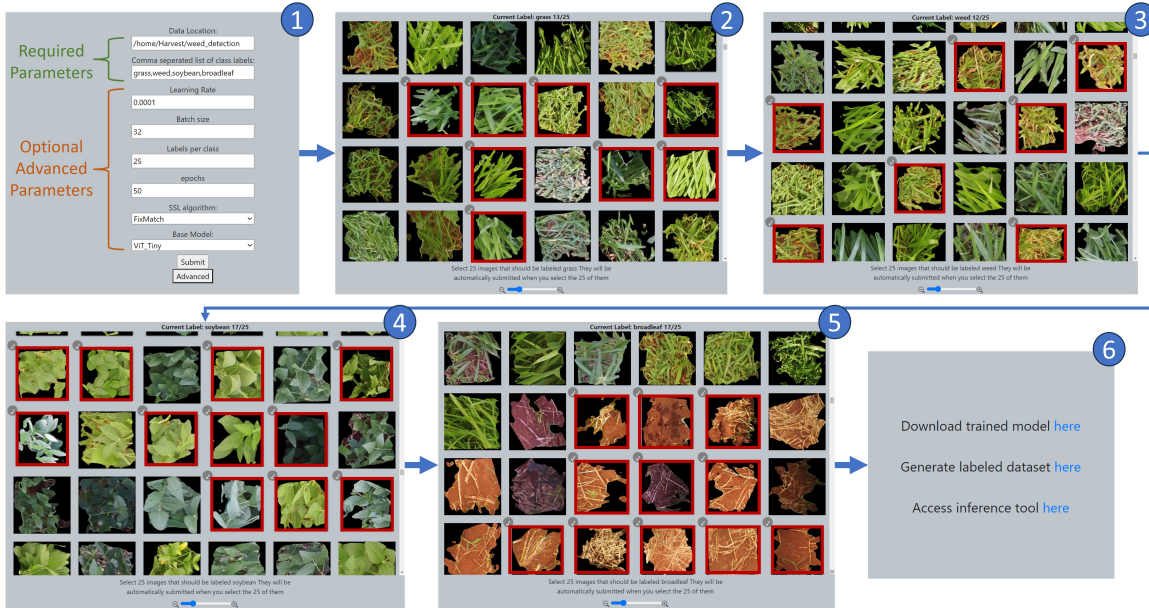 1
Required
Parameters
Optional
Advanced
Parameters
Data Location:
/home/Harvest/weed_detection
Comma seperated list of class labels:
grass,weed,soybean,broadleaf
Learning Rate
0.0001
Batch size
32
Labels per class
25
epochs
50
SSL algorithm:
FixMatch
Base Model:
ViT_Tiny
Submit
Advanced
2
Current Label: grass 13/25
Select 25 images that should be labeled grass They will be
automatically submitted when you select the 25 of them
3
Current Label: weed 12/25
Select 25 images that should be labeled weed They will be
automatically submitted when you select the 25 of them
4
Current Label: soybean 17/25
Select 25 images that should be labeled soybean They will be
automatically submitted when you select the 25 of them
5
Current Label: broadleaf 17/25
Select 25 images that should be labeled broadleaf They will be
automatically submitted when you select the 25 of them
6
Download trained model here
Generate labeled dataset here
Access inference tool here